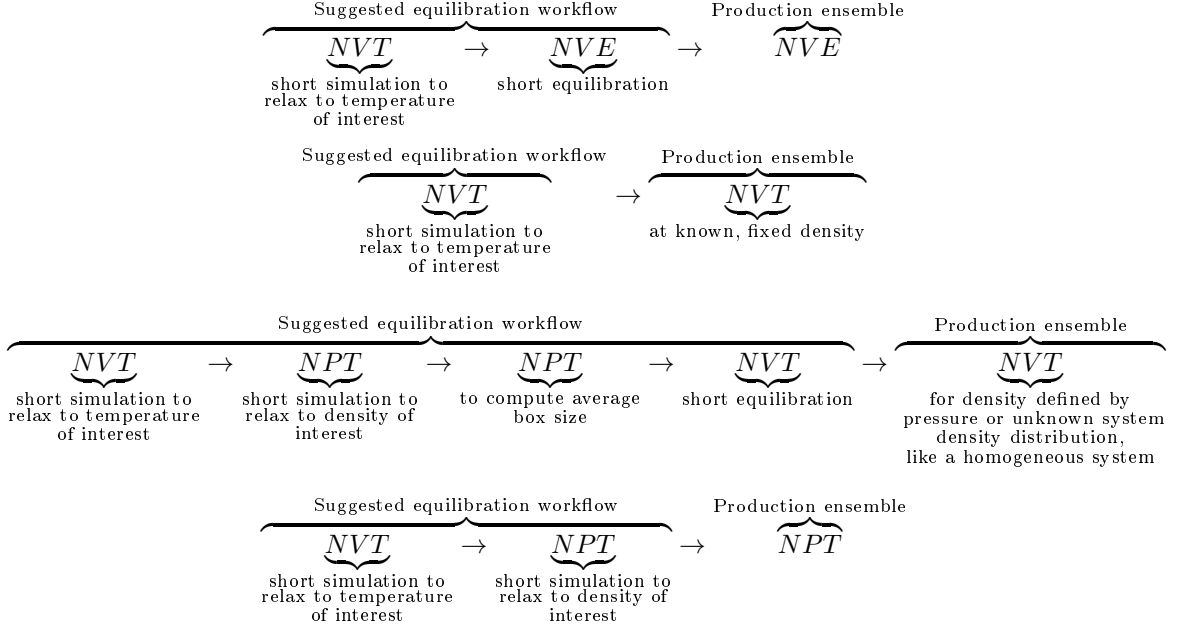 Suggested equilibration workflow Production ensemble
NVT → NVE → NVE
short simulation to short equilibration
relax to temperature
of interest
Suggested equilibration workflow Production ensemble
NVT → NVT
short simulation to at known, fixed density
relax to temperature
of interest
Suggested equilibration workflow Production ensemble
NVT → NPT → NPT → NVT → NVT
short simulation to short simulation to to compute average short equilibration for density defined by
relax to temperature relax to density of box size pressure or unknown system
of interest interest density distribution,
like a homogeneous system
Suggested equilibration workflow Production ensemble
NVT → NPT → NPT
short simulation to short simulation to
relax to temperature relax to density of
of interest interest